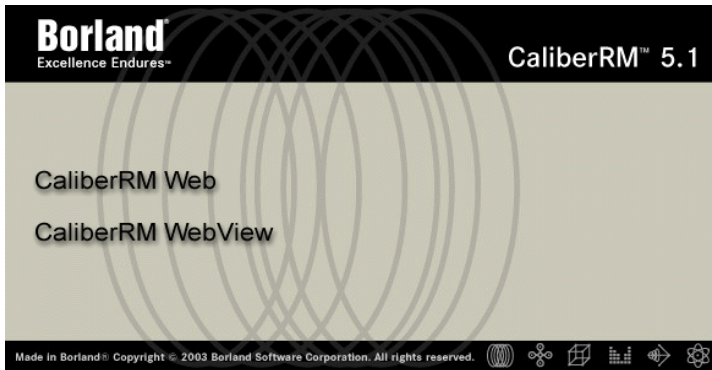 Borland®
Excellence Endures™
CaliberRM™ 5.1
CaliberRM Web
CaliberRM WebView
Made in Borland® Copyright © 2003 Borland Software Corporation. All rights reserved.